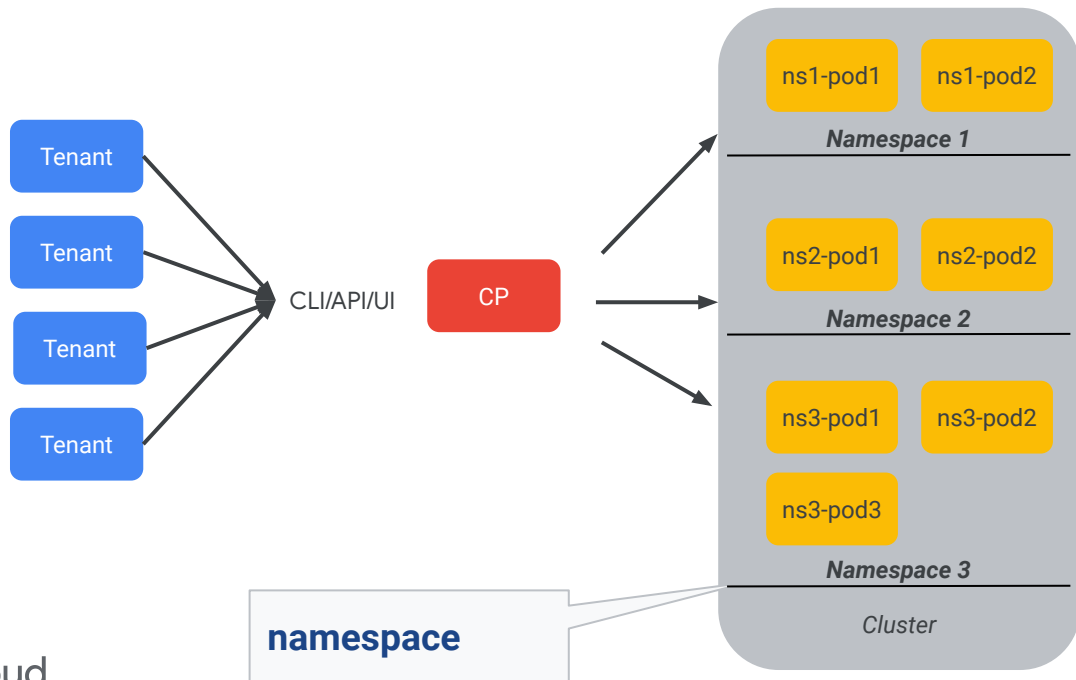 Tenant
Tenant
Tenant
Tenant
CLI/API/UI
CP
ns1-pod1 ns1-pod2
Namespace 1
ns2-pod1 ns2-pod2
Namespace 2
ns3-pod1 ns3-pod2
ns3-pod3
Namespace 3
Cluster
namespace